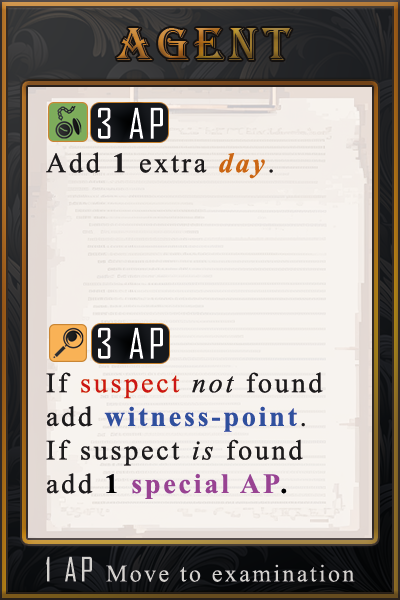 AGENT
3 AP
Add 1 extra day.
3 AP
If suspect not found
add witness-point.
If suspect is found
add 1 special AP.
1 AP Move to examination